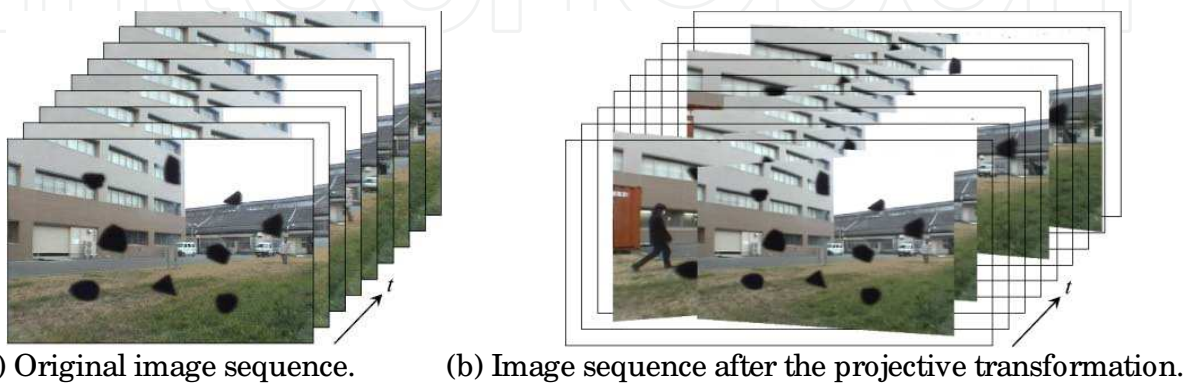 t
t
) Original image sequence.
(b) Image sequence after the projective transformation.